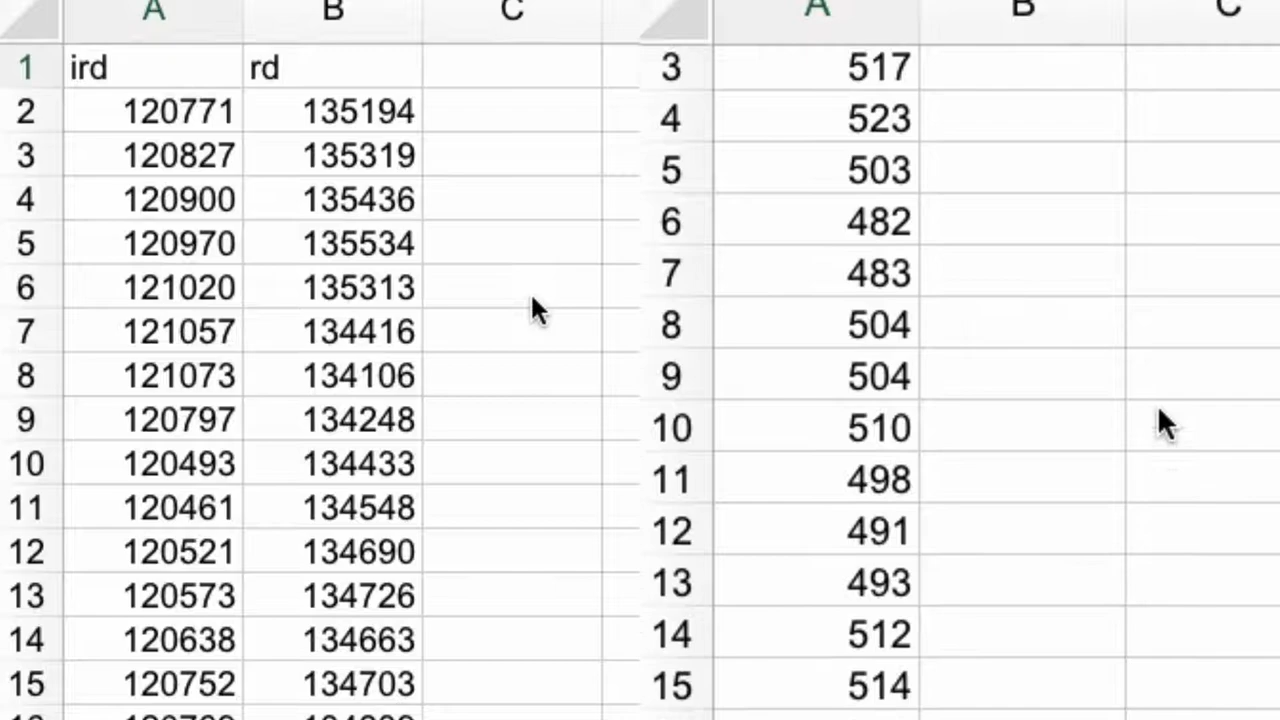 A B C
1 ird rd
2 120771 135194
3 120827 135319
4 120900 135436
5 120970 135534
6 121020 135313
7 121057 134416
8 121073 134106
9 120797 134248
10 120493 134433
11 120461 134548
12 120521 134690
13 120573 134726
14 120638 134663
15 120752 134703
A B C
3 517
4 523
5 503
6 482
7 483
8 504
9 504
10 510
11 498
12 491
13 493
14 512
15 514